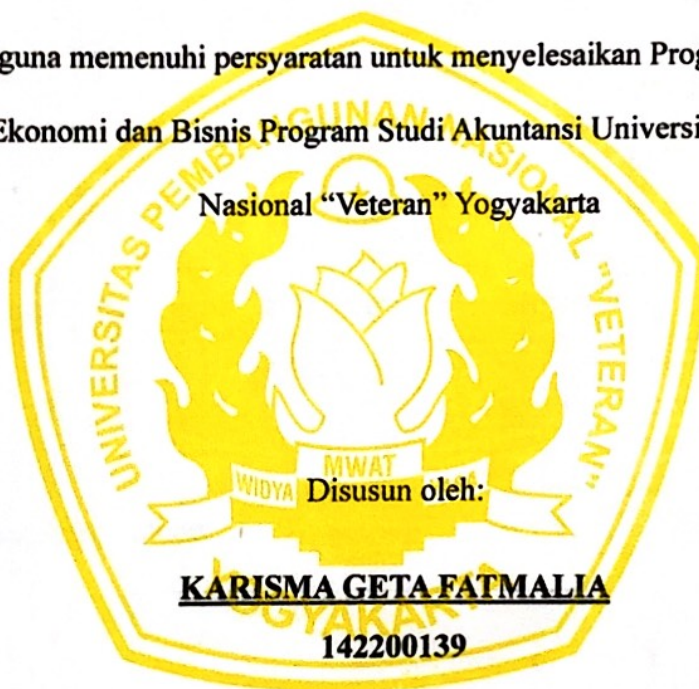 guna memenuhi persyaratan untuk menyelesaikan Prog
Ekonomi dan Bisnis Program Studi Akuntansi Universi
Nasional “Veteran” Yogyakarta
UNIVERSITAS PEMBANGUNAN NASIONAL "VETERAN"
WIDYA MWAT
Disusun oleh:
KARISMA GETA FATMALIA
YOGYAKARTA
142200139